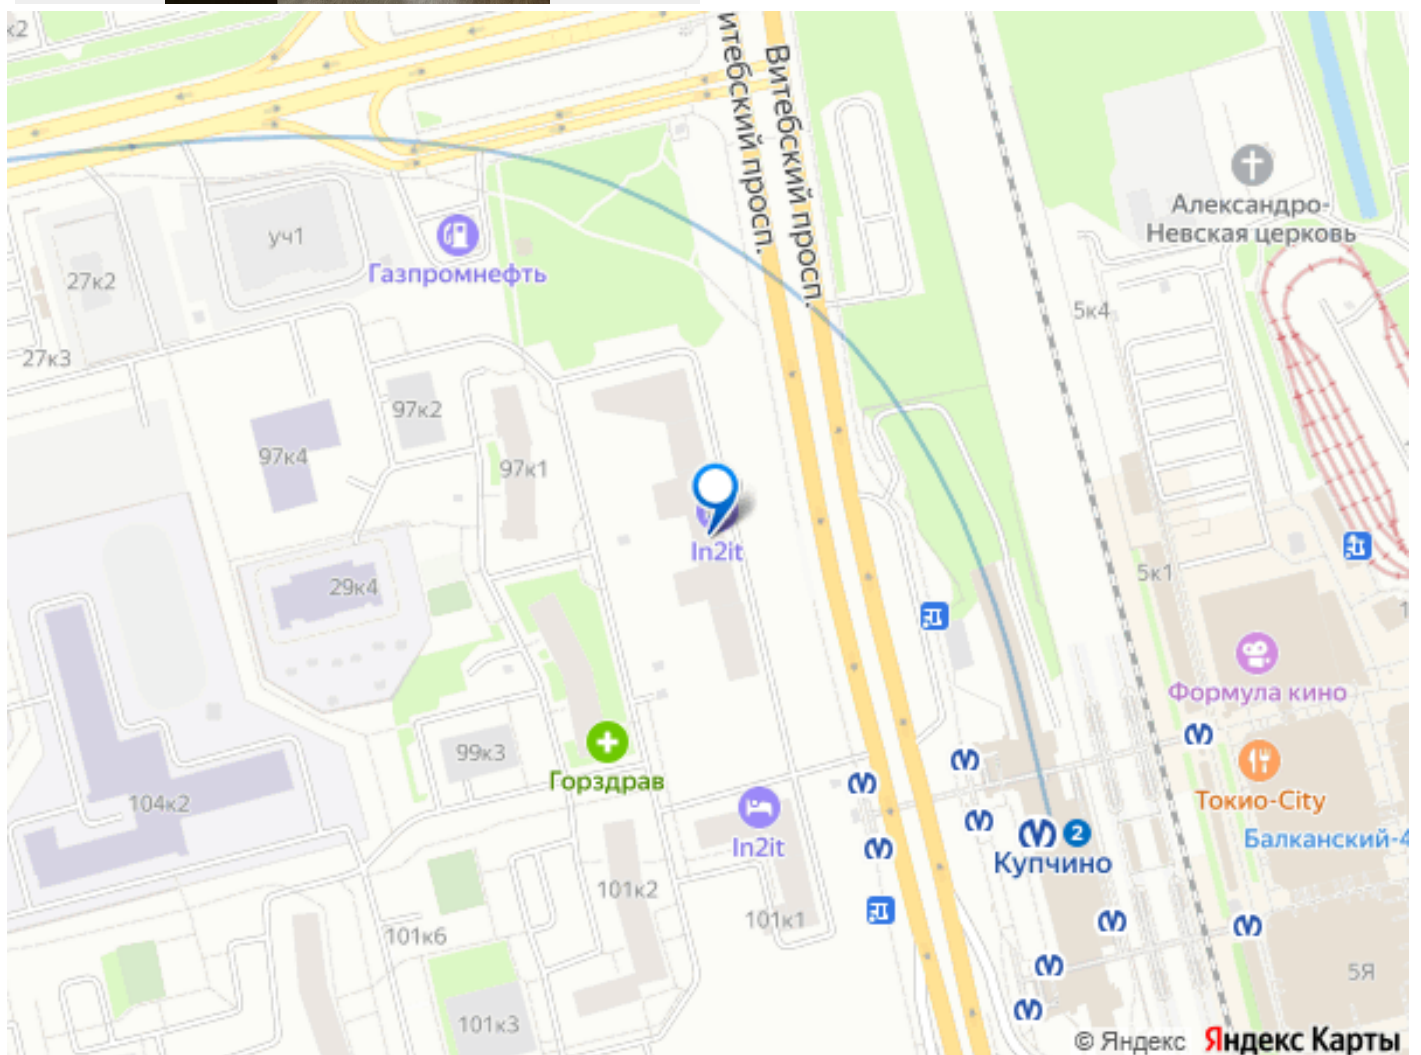 к2
Витебский просп.
итебский просп.
Александро-
Невская церковь
уч1
27к2
Газпромнефть
5к4
27к3
97к2
97к4
97к1
In2it
5к1
29к4
1
Формула кино
99к3
Горздрав
Токио-City
104к2
In2it
2
Купчино
Балканский-4
101к2
101к1
101к6
5Я
101к3
© Яндекс Яндекс Карты